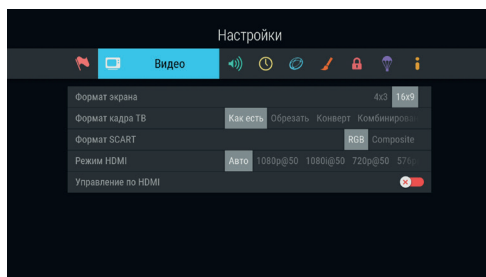 Настройки
Видео
Формат экрана 4x3 16x9
Формат кадра ТВ Как есть Обрезать Конверт
Формат SCART RGB Composite
Режим HDMI Авто 1080p@50 1080i@50 720p@50
Управление по HDMI